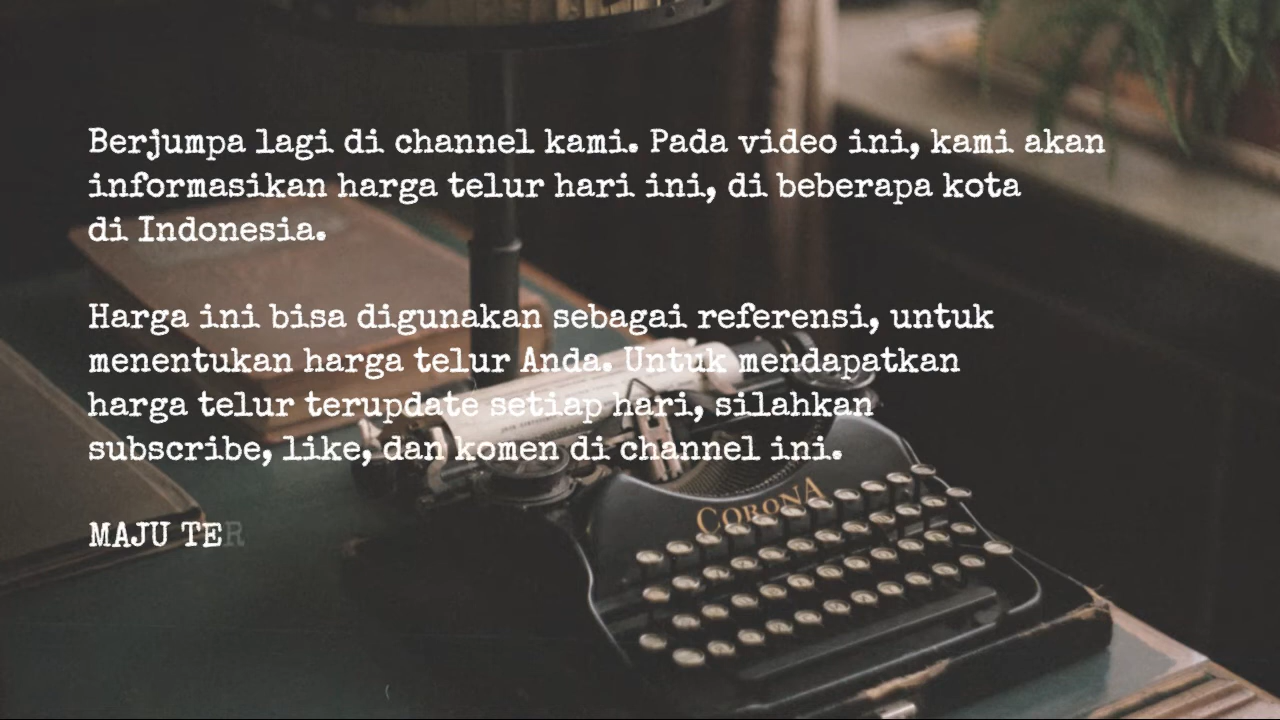 Berjumpa lagi di channel kami. Pada video ini, kami akan
informasikan harga telur hari ini, di beberapa kota
di Indonesia.
Harga ini bisa digunakan sebagai referensi, untuk
menentukan harga telur Anda. Untuk mendapatkan
harga telur terupdate setiap hari, silahkan
subscribe, like, dan komen di channel ini.
MAJU TER
CORONA